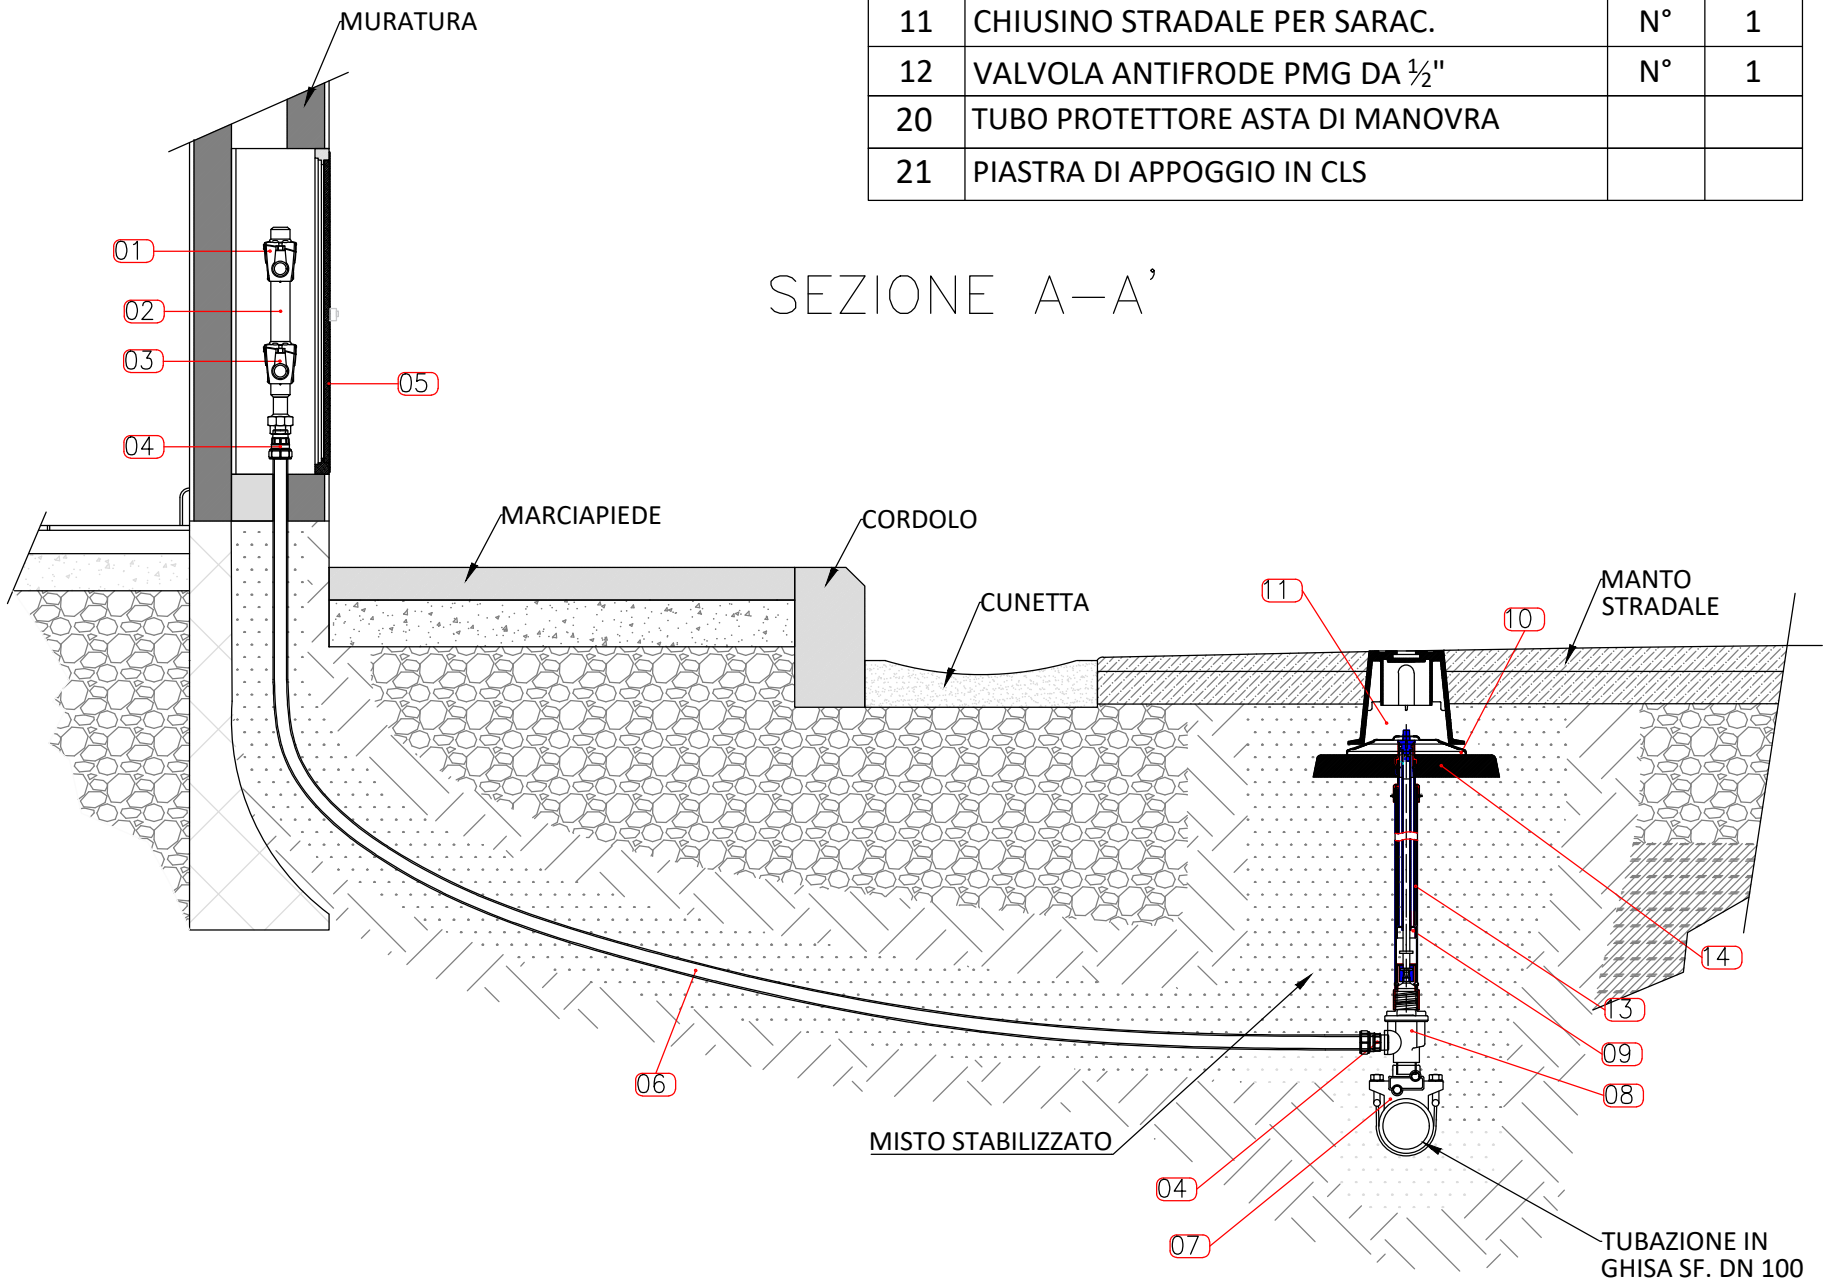 MURATURA
11 CHIUSINO STRADALE PER SARAC. N° 1
12 VALVOLA ANTIFRODE PMG DA ½" N° 1
20 TUBO PROTETTORE ASTA DI MANOVRA
21 PIASTRA DI APPOGGIO IN CLS
SEZIONE A-A'
01
02
03
05
04
MARCIAPIEDE
CORDOLO
CUNETTA
11
10
MANTO
STRADALE
14
13
09
08
06
MISTO STABILIZZATO
04
07
TUBAZIONE IN
GHISA SF. DN 100